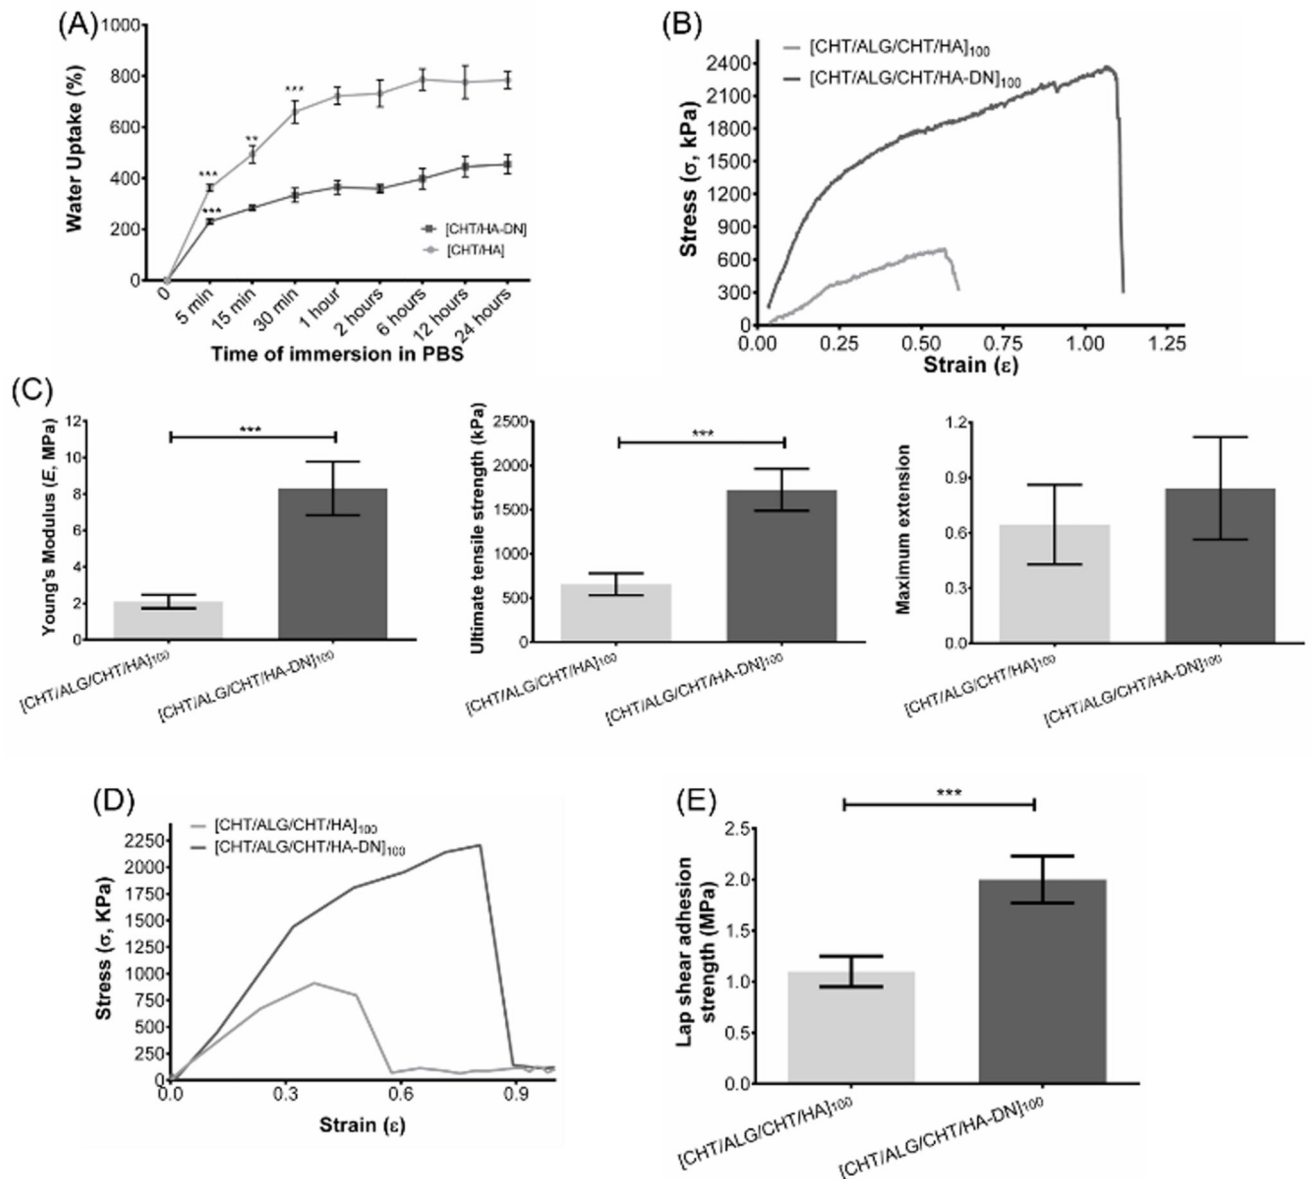 (A)
1000
800
600
400
200
0
Water Uptake (%)
***
***
**
***
[CHT/HA-DN]
[CHT/HA]
0
5 min
15 min
30 min
1 hour
2 hours
6 hours
12 hours
24 hours
Time of immersion in PBS
(B)
[CHT/ALG/CHT/HA]100
[CHT/ALG/CHT/HA-DN]100
2400
2100
1800
1500
1200
900
600
300
0
Stress (σ, kPa)
0.00 0.25 0.50 0.75 1.00 1.25
Strain (ε)
(C)
12
10
8
6
4
2
0
Young's Modulus (E, MPa)
***
[CHT/ALG/CHT/HA]100
[CHT/ALG/CHT/HA-DN]100
2500
2000
1500
1000
500
0
Ultimate tensile strength (kPa)
***
[CHT/ALG/CHT/HA]100
[CHT/ALG/CHT/HA-DN]100
1.2
0.9
0.6
0.3
0.0
Maximum extension
[CHT/ALG/CHT/HA]100
[CHT/ALG/CHT/HA-DN]100
(D)
[CHT/ALG/CHT/HA]100
[CHT/ALG/CHT/HA-DN]100
2250
2000
1750
1500
1250
1000
750
500
250
0
Stress (σ, KPa)
0.0 0.3 0.6 0.9
Strain (ε)
(E)
***
2.5
2.0
1.5
1.0
0.5
0.0
Lap shear adhesion
strength (MPa)
[CHT/ALG/CHT/HA]100
[CHT/ALG/CHT/HA-DN]100